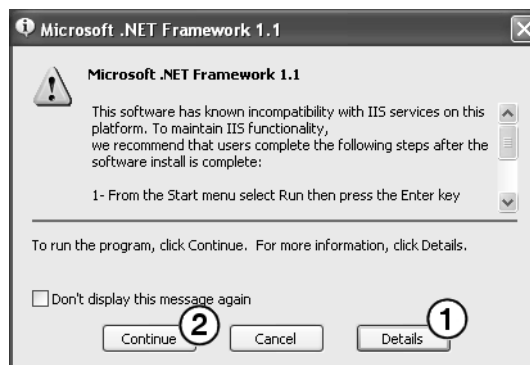 Microsoft .NET Framework 1.1
Microsoft .NET Framework 1.1
This software has known incompatibility with IIS services on this
platform. To maintain IIS functionality,
we recommend that users complete the following steps after the
software install is complete:
1- From the Start menu select Run then press the Enter key
To run the program, click Continue. For more information, click Details.
Don't display this message again
1
2
Continue
Cancel
Details